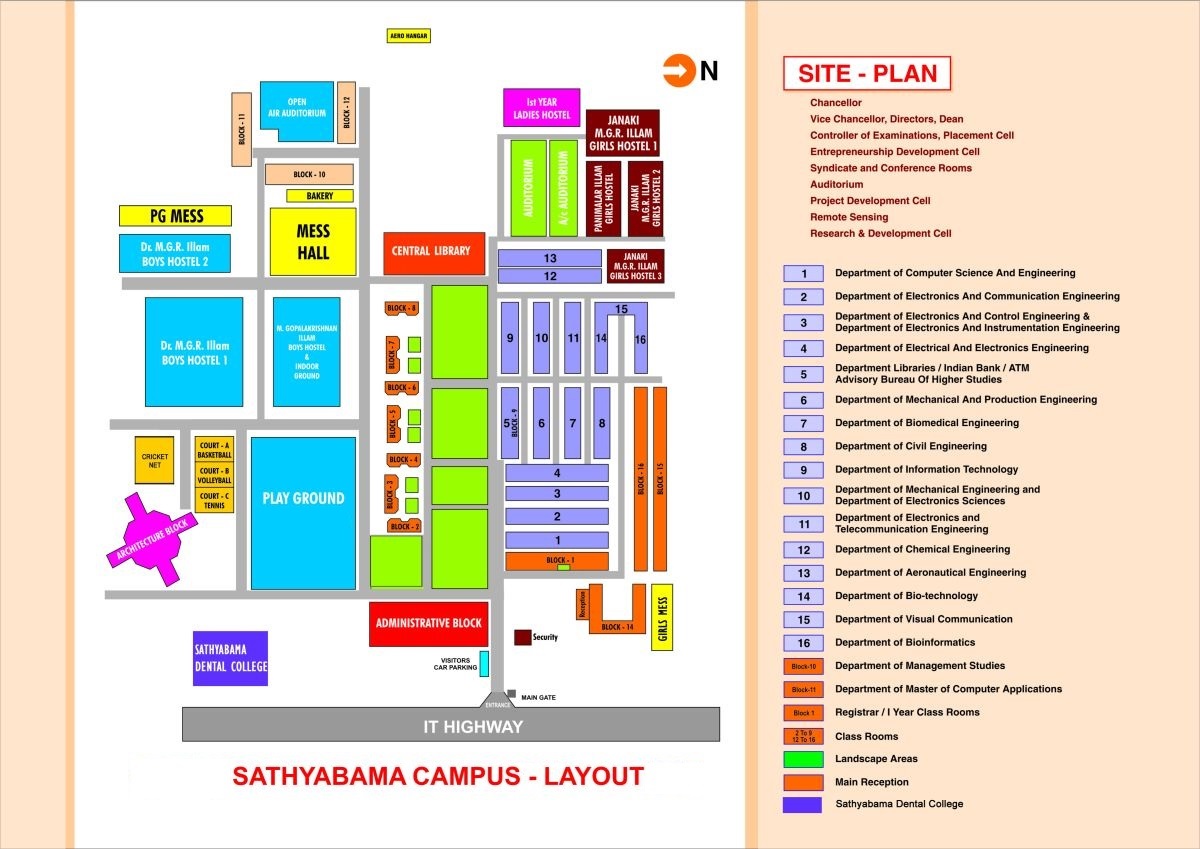 AERO HANGAR
N
SITE - PLAN
Chancellor
Vice Chancellor, Directors, Dean
Controller of Examinations, Placement Cell
Entrepreneurship Development Cell
Syndicate and Conference Rooms
Auditorium
Project Development Cell
Remote Sensing
Research & Development Cell
1 Department of Computer Science And Engineering
2 Department of Electronics And Communication Engineering
3 Department of Electronics And Control Engineering &
Department of Electronics And Instrumentation Engineering
4 Department of Electrical And Electronics Engineering
5 Department Libraries / Indian Bank / ATM
Advisory Bureau Of Higher Studies
6 Department of Mechanical And Production Engineering
7 Department of Biomedical Engineering
8 Department of Civil Engineering
9 Department of Information Technology
10 Department of Mechanical Engineering and
Department of Electronics Sciences
11 Department of Electronics and
Telecommunication Engineering
12 Department of Chemical Engineering
13 Department of Aeronautical Engineering
14 Department of Bio-technology
15 Department of Visual Communication
16 Department of Bioinformatics
Block-10 Department of Management Studies
Block-11 Department of Master of Computer Applications
Block 1 Registrar / I Year Class Rooms
2 To 9
12 To 16
Class Rooms
Landscape Areas
Main Reception
Sathyabama Dental College
BLOCK - 11
OPEN
AIR AUDITORIUM
BLOCK - 12
BLOCK - 10
BAKERY
MESS
HALL
PG MESS
Dr. M.G.R. Illam
BOYS HOSTEL 2
CENTRAL LIBRARY
1st YEAR
LADIES HOSTEL
JANAKI
M.G.R. ILLAM
GIRLS HOSTEL 1
AUDITORIUM
A/c AUDITORIUM
PANIMALAR ILLAM
GIRLS HOSTEL
JANAKI
M.G.R. ILLAM
GIRLS HOSTEL 2
13
12
JANAKI
M.G.R. ILLAM
GIRLS HOSTEL 3
Dr. M.G.R. Illam
BOYS HOSTEL 1
M. GOPALAKRISHNAN
ILLAM
BOYS HOSTEL
&
INDOOR
GROUND
BLOCK - 8
BLOCK - 7
BLOCK - 6
BLOCK - 5
BLOCK - 4
BLOCK - 3
BLOCK - 2
9
10
11
14
15
16
5
BLOCK - 9
6
7
8
4
3
2
1
BLOCK - 1
BLOCK - 16
BLOCK - 15
CRICKET
NET
COURT - A
BASKETBALL
COURT - B
VOLLEYBALL
COURT - C
TENNIS
PLAY GROUND
ARCHITECTURE BLOCK
ADMINISTRATIVE BLOCK
Reception
BLOCK - 14
GIRLS MESS
Security
SATHYABAMA
DENTAL COLLEGE
VISITORS
CAR PARKING
MAIN GATE
ENTRANCE
IT HIGHWAY
SATHYABAMA CAMPUS - LAYOUT